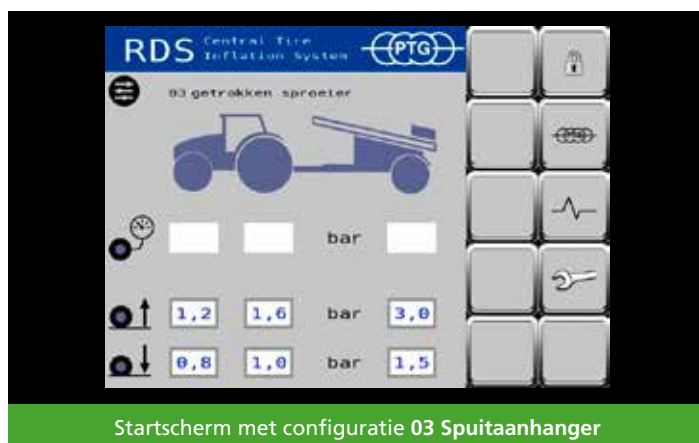 RDS Central Tire Inflation System PTG
03 getrokken sproeier
PTG
bar
1,2 1,6 bar 3,0
0,8 1,0 bar 1,5
Startscherm met configuratie 03 Spuitaanhanger